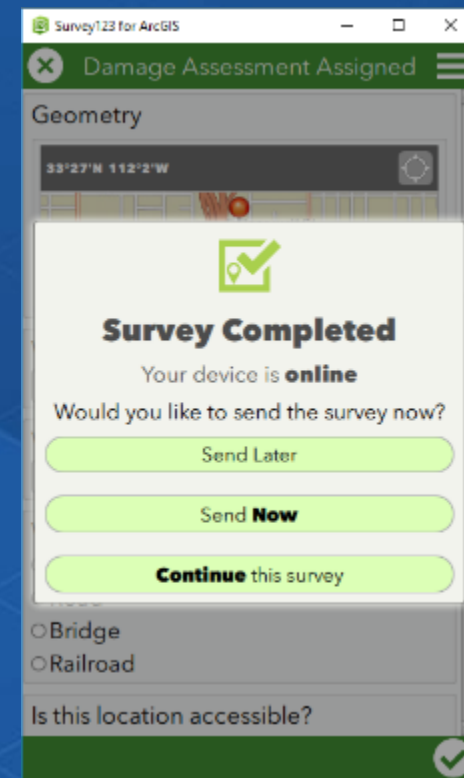 Survey123 for ArcGIS
Damage Assessment Assigned
Geometry
33°27'N 112°2'W
Survey Completed
Your device is online
Would you like to send the survey now?
Send Later
Send Now
Continue this survey
Bridge
Railroad
Is this location accessible?